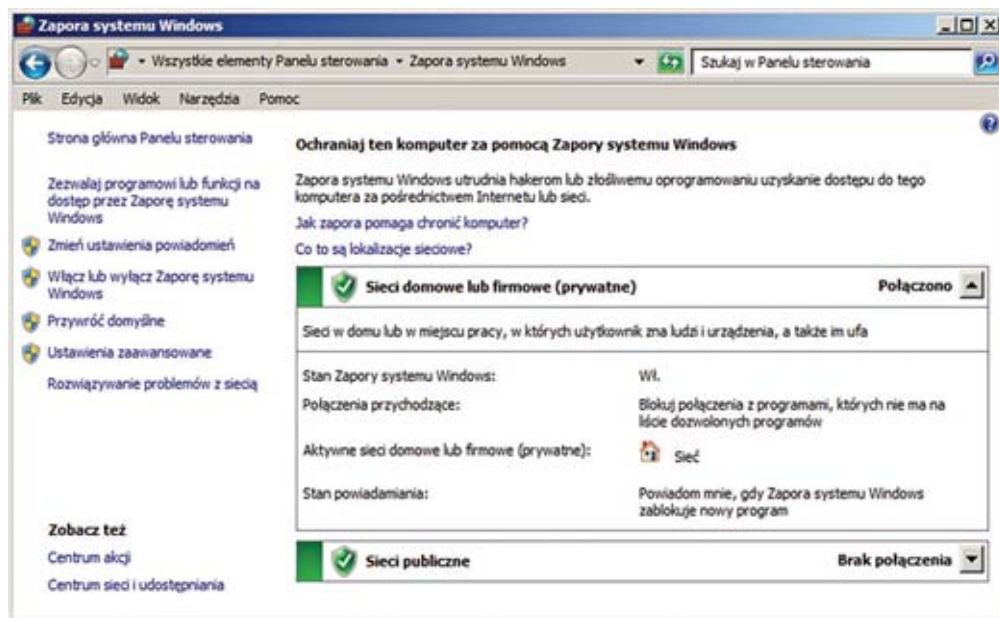 Zapora systemu Windows
Wszystkie elementy Panelu sterowania
Zapora systemu Windows
Szukaj w Panelu sterowania
Plik Edycja Widok Narzędzia Pomoc
Strona główna Panelu sterowania
Zezwalaj programowi lub funkcji na
dostęp przez Zaporę systemu
Windows
Zmień ustawienia powiadomień
Włącz lub wyłącz Zaporę systemu
Windows
Przywróć domyślne
Ustawienia zaawansowane
Rozwiązywanie problemów z siecią
Zobacz też
Centrum akcji
Centrum sieci i udostępniania
Ochraniaj ten komputer za pomocą Zapory systemu Windows
Zapora systemu Windows utrudnia hakerom lub złośliwemu oprogramowaniu uzyskanie dostępu do tego
komputera za pośrednictwem Internetu lub sieci.
Jak zapora pomaga chronić komputer?
Co to są lokalizacje sieciowe?
Sieci domowe lub firmowe (prywatne) Połączono
Sieci w domu lub w miejscu pracy, w których użytkownik zna ludzi i urządzenia, a także im ufa
Stan Zapory systemu Windows: Wł.
Połączenia przychodzące: Blokuj połączenia z programami, których nie ma na
liście dozwolonych programów
Aktywne sieci domowe lub firmowe (prywatne): Sieć
Stan powiadamiania: Powiadom mnie, gdy Zapora systemu Windows
zablokuje nowy program
Sieci publiczne Brak połączenia